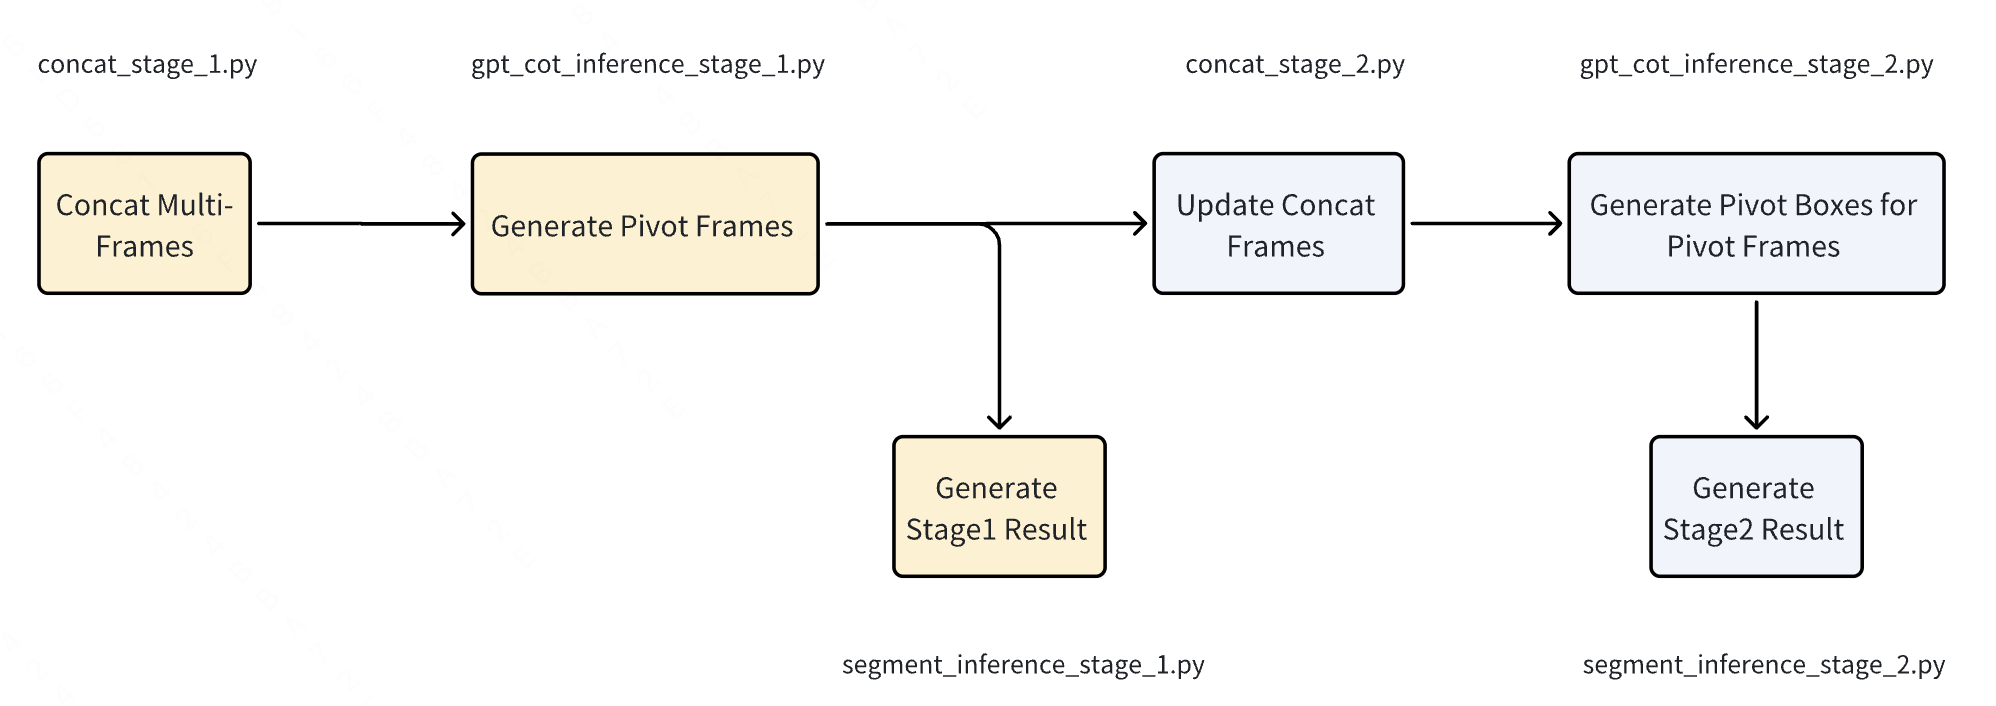 concat_stage_1.py
gpt_cot_inference_stage_1.py
concat_stage_2.py
gpt_cot_inference_stage_2.py
Concat Multi-
Frames
Generate Pivot Frames
Update Concat
Frames
Generate Pivot Boxes for
Pivot Frames
Generate
Stage1 Result
Generate
Stage2 Result
segment_inference_stage_1.py
segment_inference_stage_2.py